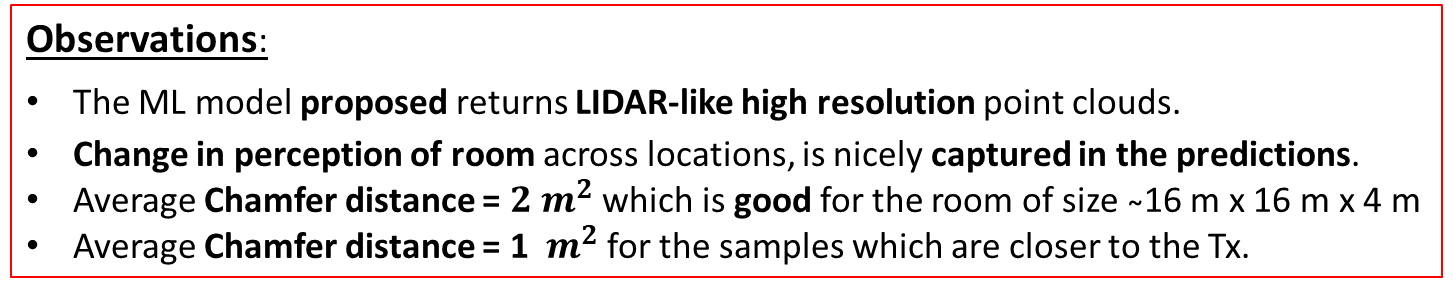 Observations:
• The ML model proposed returns LIDAR-like high resolution point clouds.
• Change in perception of room across locations, is nicely captured in the predictions.
• Average Chamfer distance = 2 m² which is good for the room of size ~16 m x 16 m x 4 m
• Average Chamfer distance = 1 m² for the samples which are closer to the Tx.